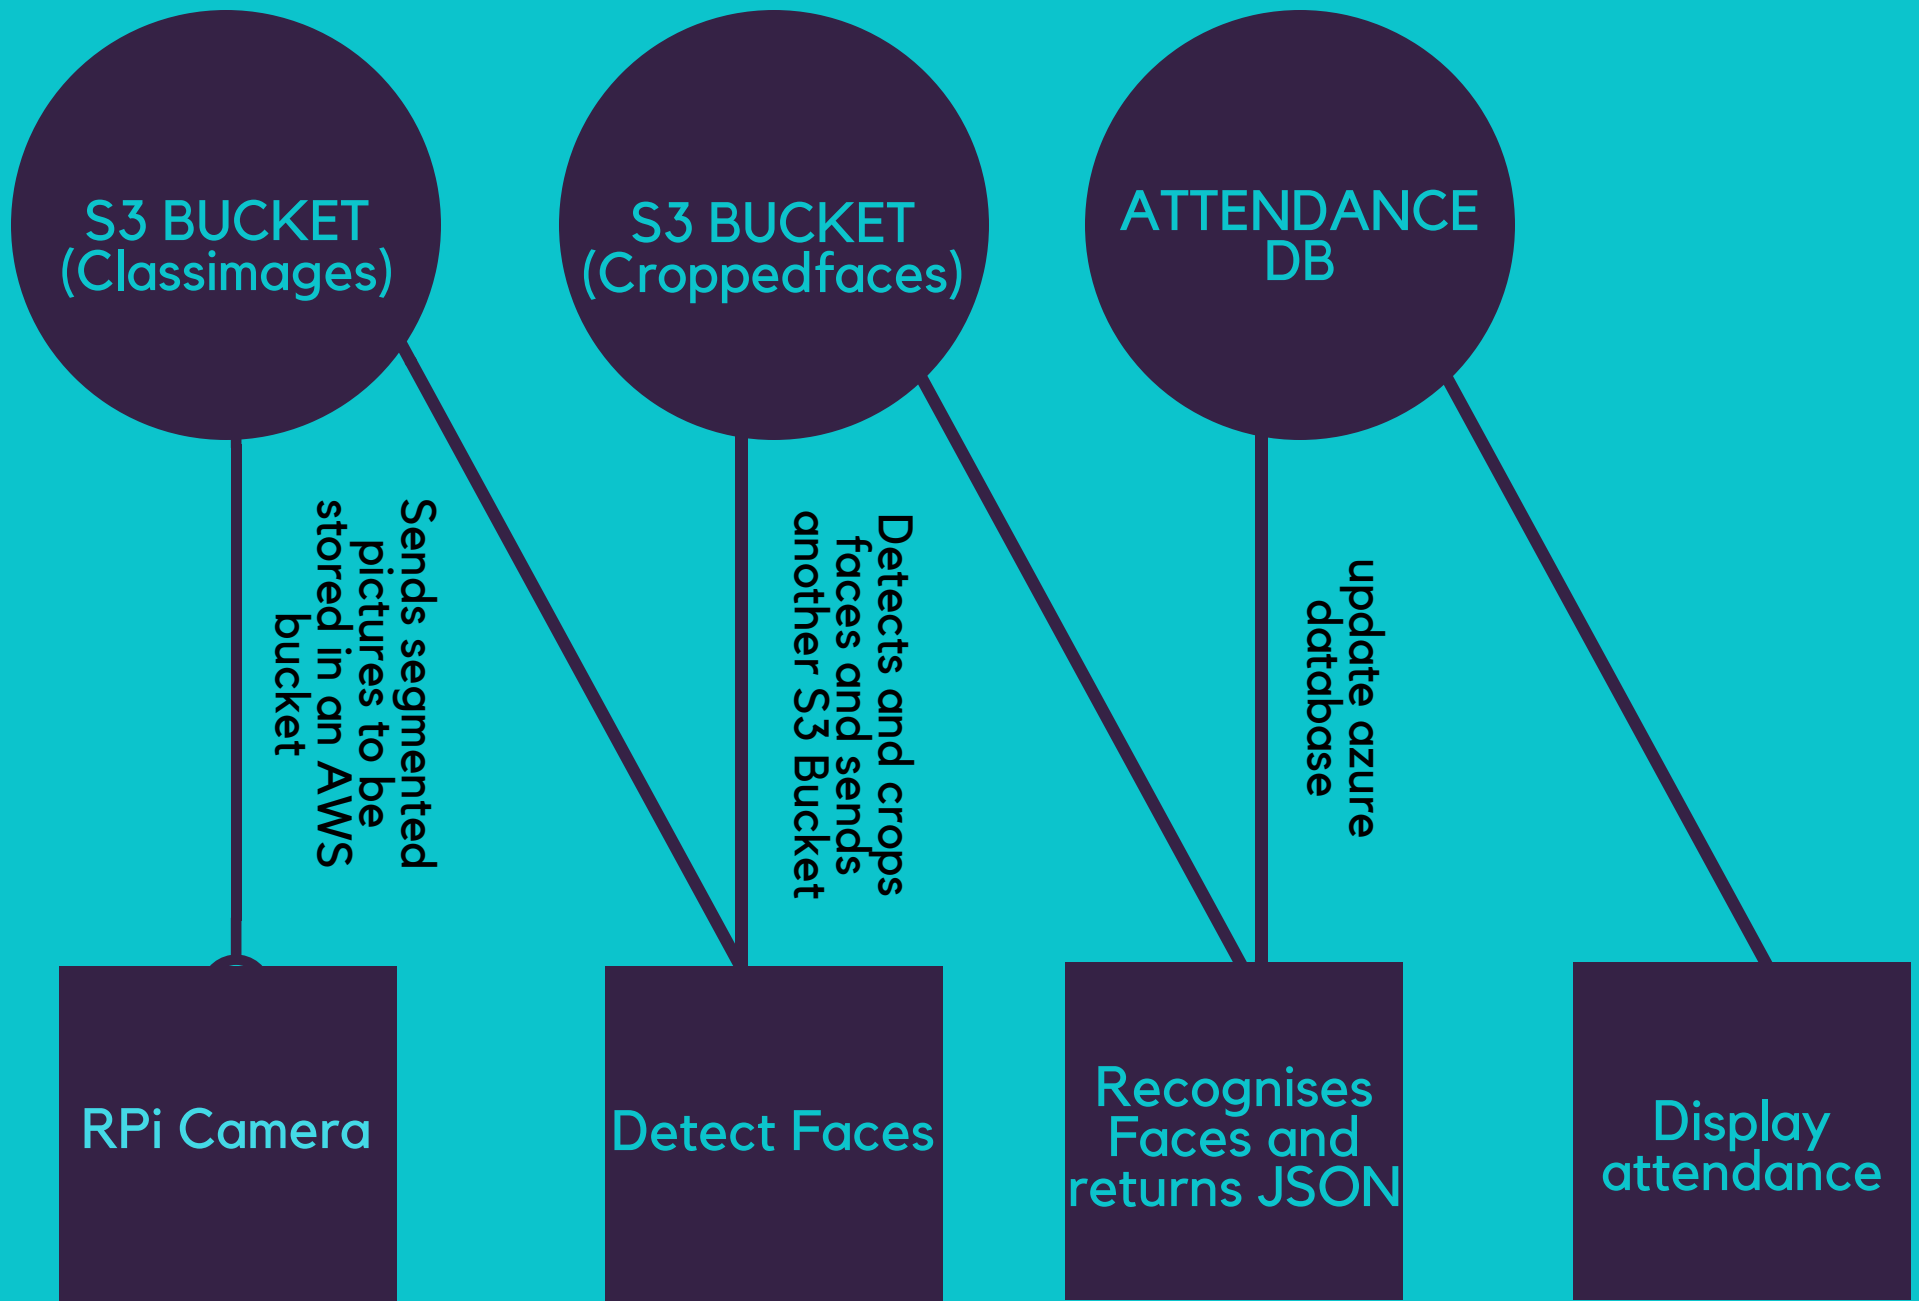 S3 BUCKET
(Classimages)
S3 BUCKET
(Croppedfaces)
ATTENDANCE
DB
Sends segmented
pictures to be
stored in an AWS
bucket
Detects and crops
faces and sends
another S3 Bucket
update azure
database
RPi Camera
Detect Faces
Recognises
Faces and
returns JSON
Display
attendance